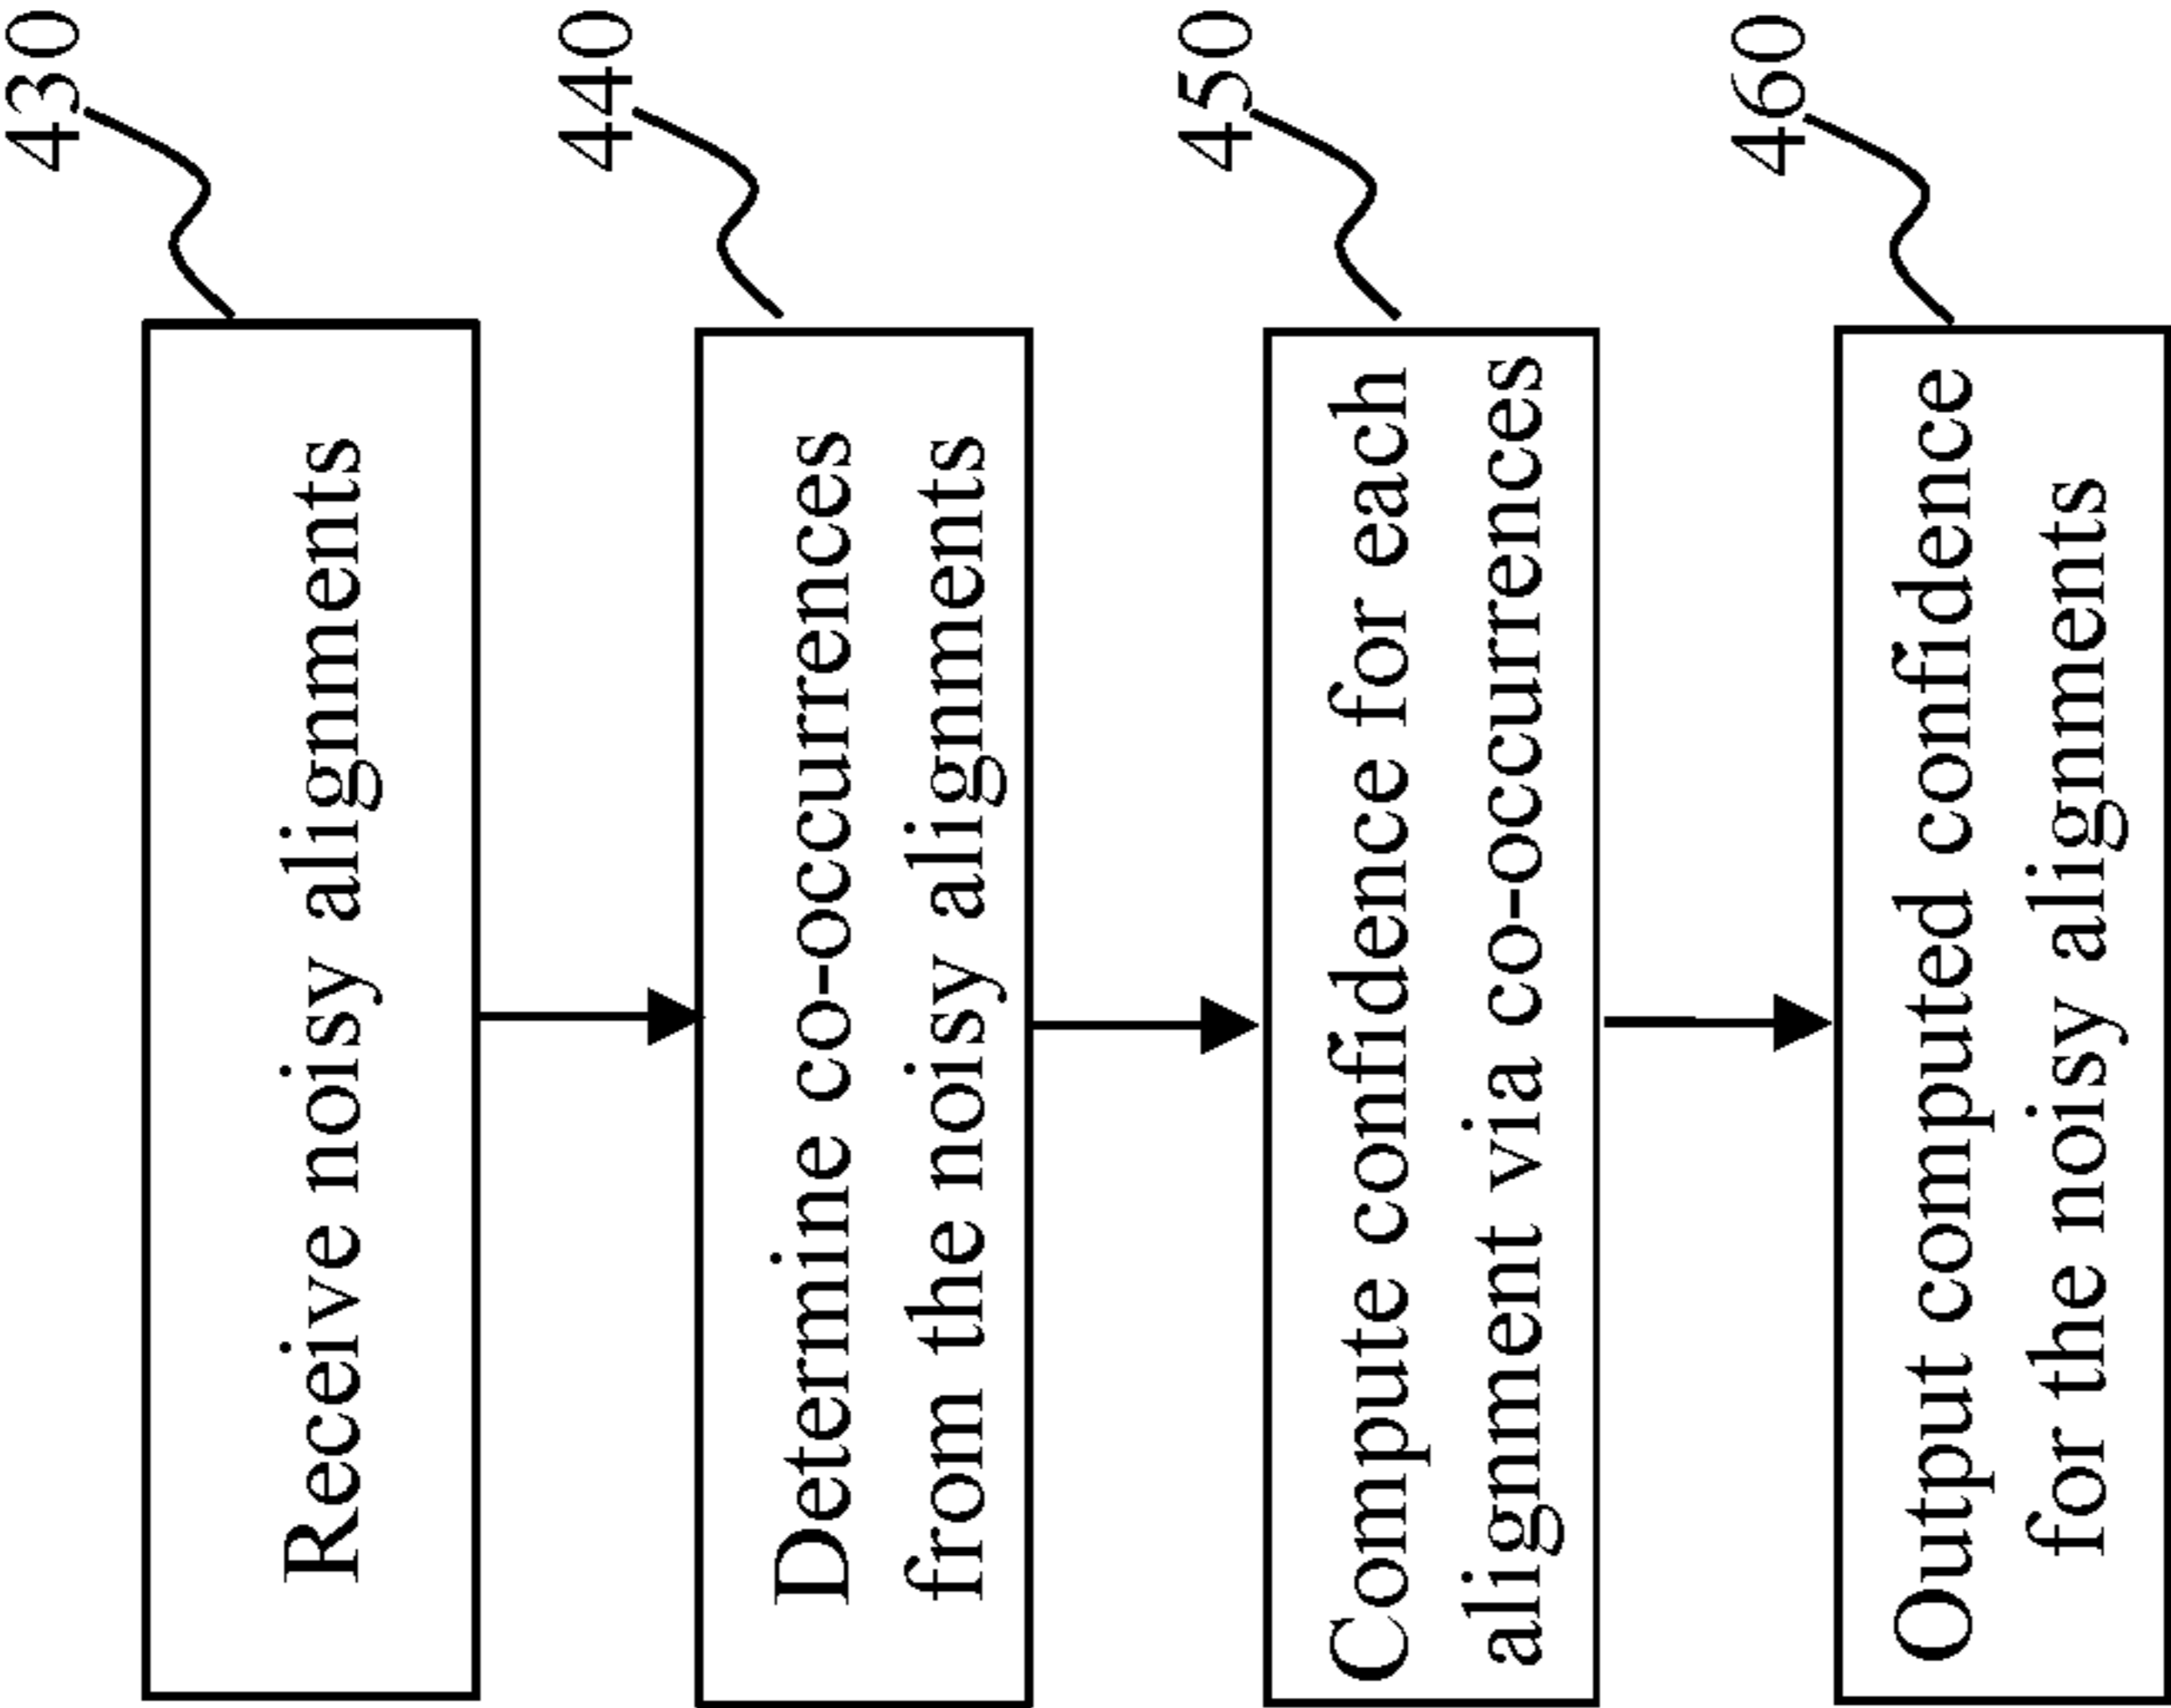 430
Receive noisy alignments
440
Determine co-occurrences
from the noisy alignments
450
Compute confidence for each
alignment via co-occurrences
460
Output computed confidence
for the noisy alignments